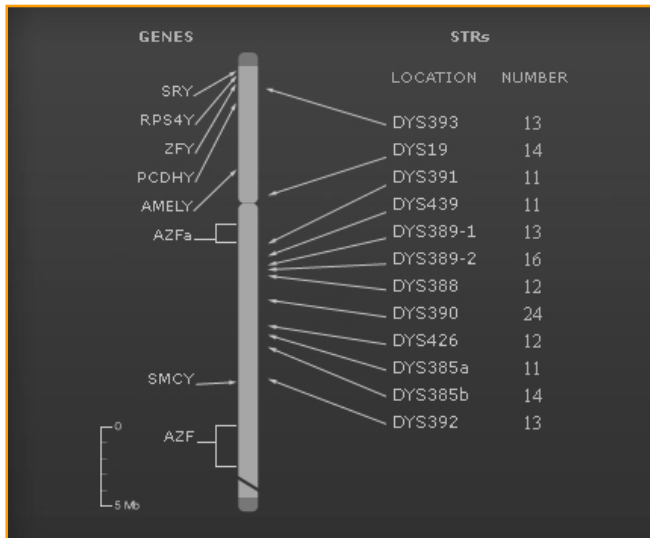 GENES
STRs
LOCATION NUMBER
SRY
RPS4Y
ZFY
PCDHY
AMELY
AZFa
SMCY
AZF
0
5 Mb
DYS393 13
DYS19 14
DYS391 11
DYS439 11
DYS389-1 13
DYS389-2 16
DYS388 12
DYS390 24
DYS426 12
DYS385a 11
DYS385b 14
DYS392 13